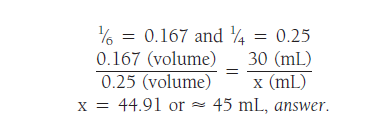 ⅙ = 0.167 and ¼ = 0.25
0.167 (volume) / 0.25 (volume) = 30 (mL) / x (mL)
x = 44.91 or ≈ 45 mL, answer.